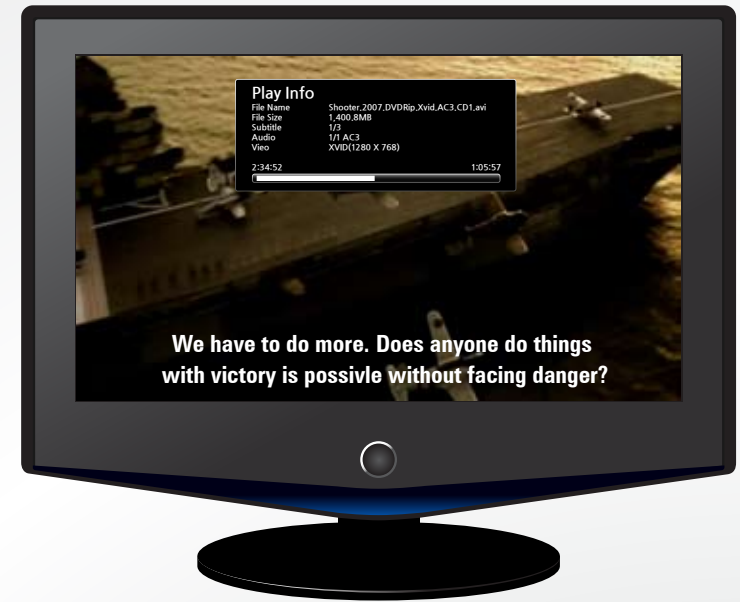 Play Info
File Name Shooter,2007,DVDRip,Xvid,AC3,CD1,avi
File Size 1,400,8MB
Subtitle 1/3
Audio 1/1 AC3
Vieo XVID(1280 X 768)
2:34:52 1:05:57
We have to do more. Does anyone do things
with victory is possivle without facing danger?